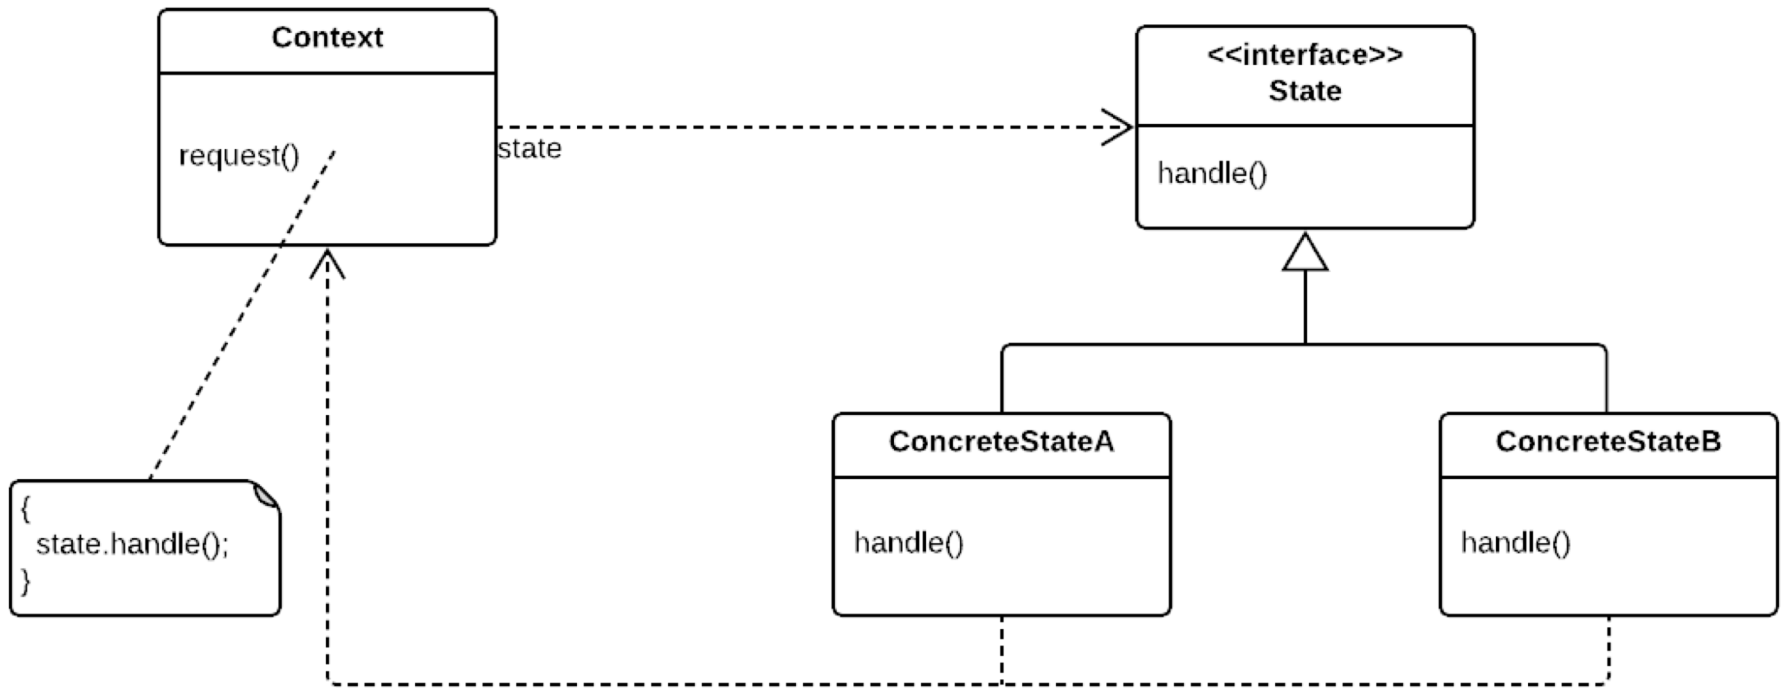 Context
request()
state
<<interface>>
State
handle()
ConcreteStateA
handle()
ConcreteStateB
handle()
{
state.handle();
}